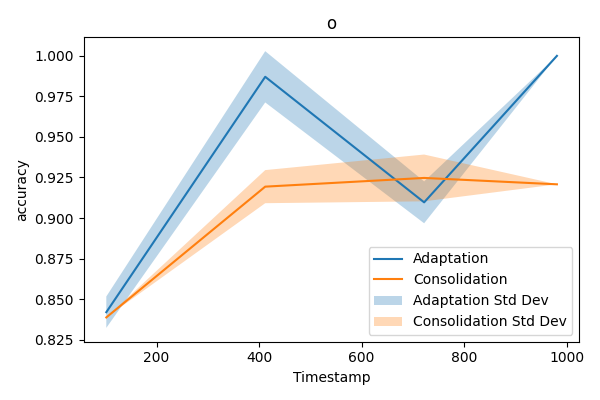 o
1.000
0.975
0.950
0.925
0.900
0.875
0.850
0.825
accuracy
200
400
600
800
1000
Timestamp
Adaptation
Consolidation
Adaptation Std Dev
Consolidation Std Dev